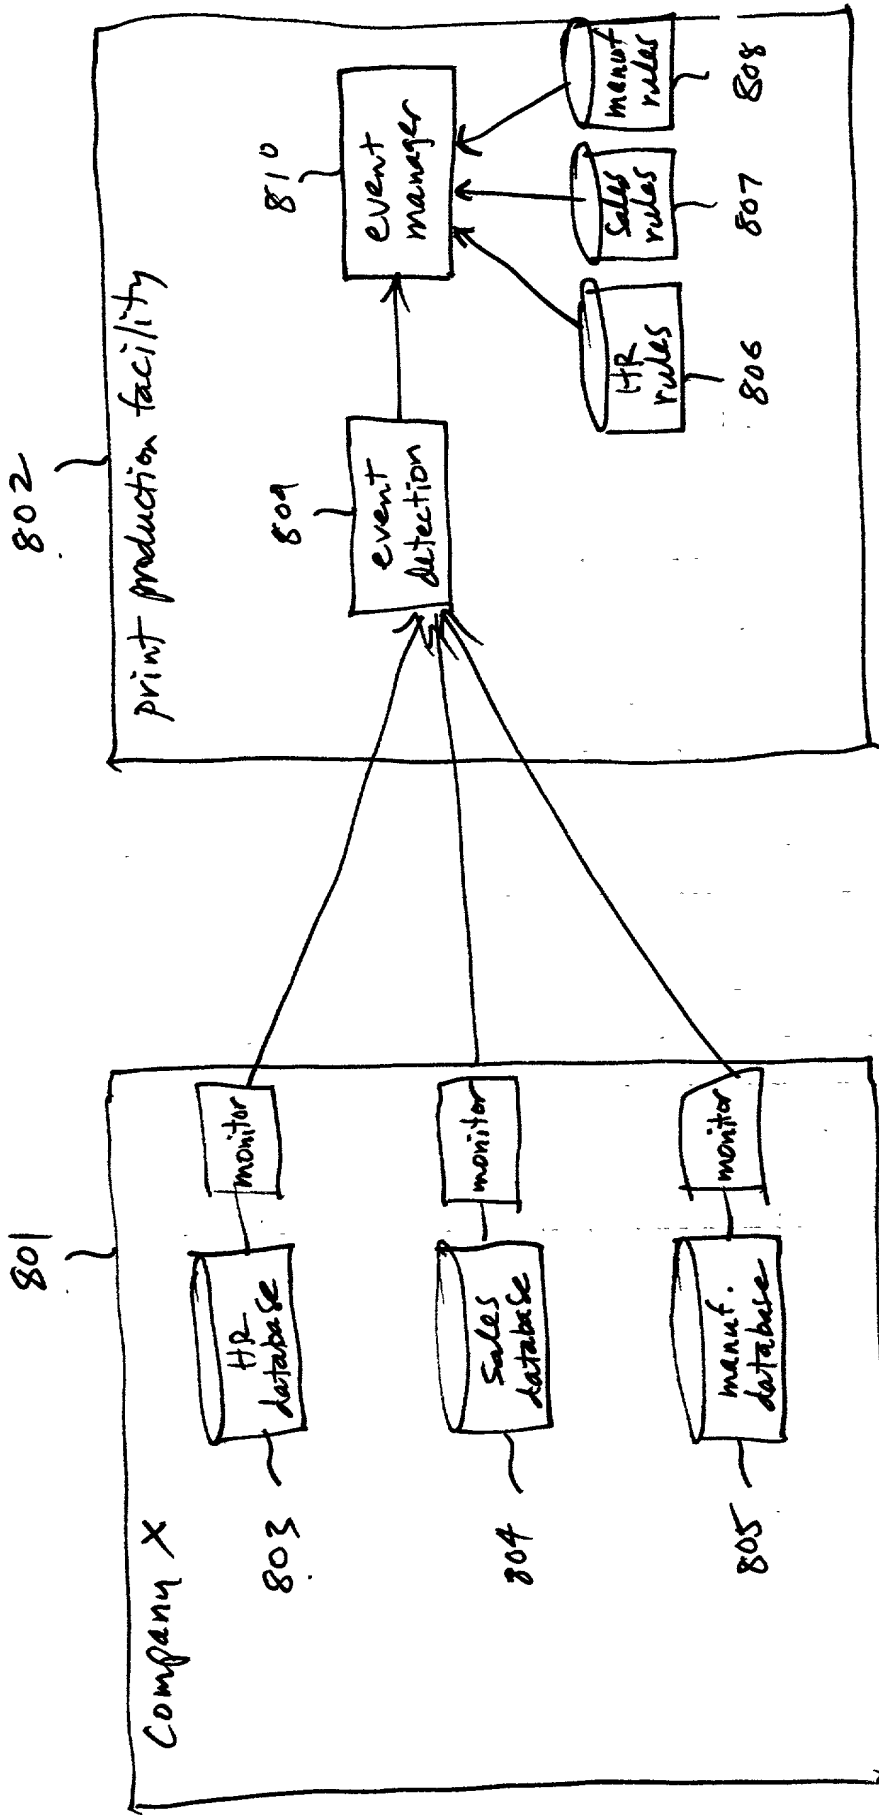 801
Company X
HR
database
803
monitor
Sales
database
804
monitor
manuf.
database
805
monitor
802
print production facility
event
detection
809
event
manager
810
HR
rules
806
Sales
rules
807
manuf
rules
808